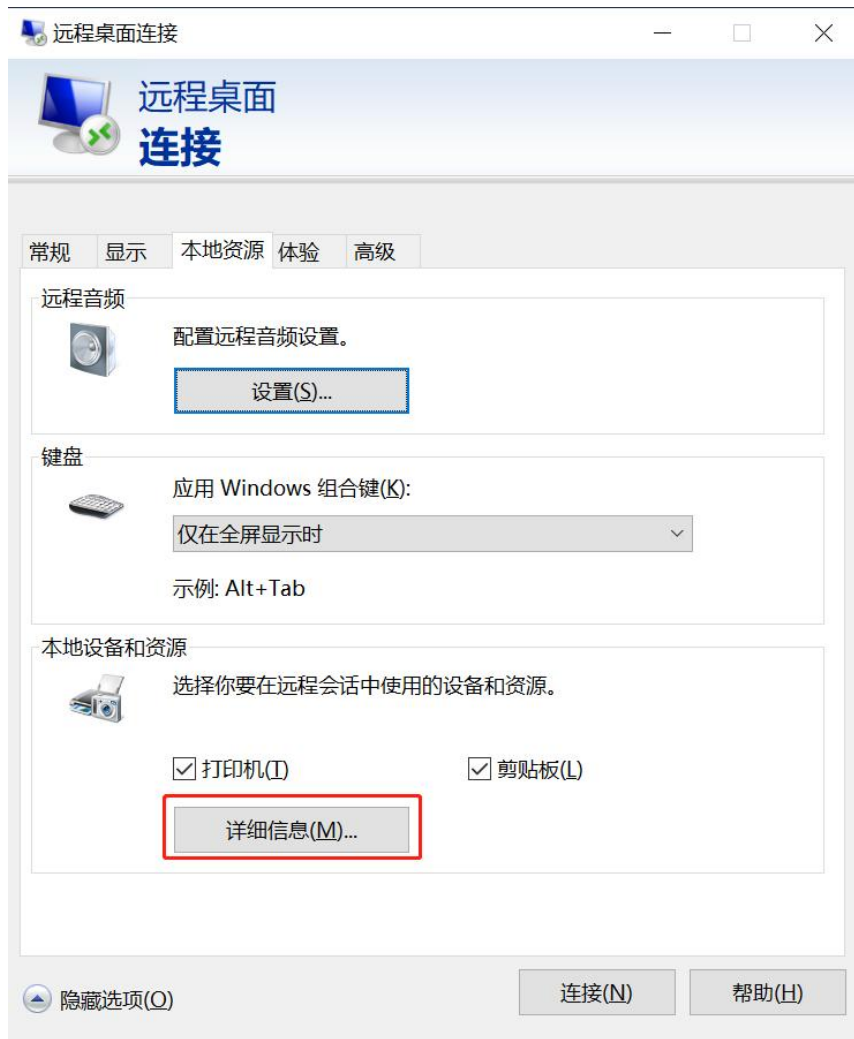 远程桌面连接
远程桌面
连接
常规 显示 本地资源 体验 高级
远程音频
配置远程音频设置。
设置(S)...
键盘
应用 Windows 组合键(K):
仅在全屏显示时
示例: Alt+Tab
本地设备和资源
选择你要在远程会话中使用的设备和资源。
打印机(T) 剪贴板(L)
详细信息(M)...
隐藏选项(O) 连接(N) 帮助(H)